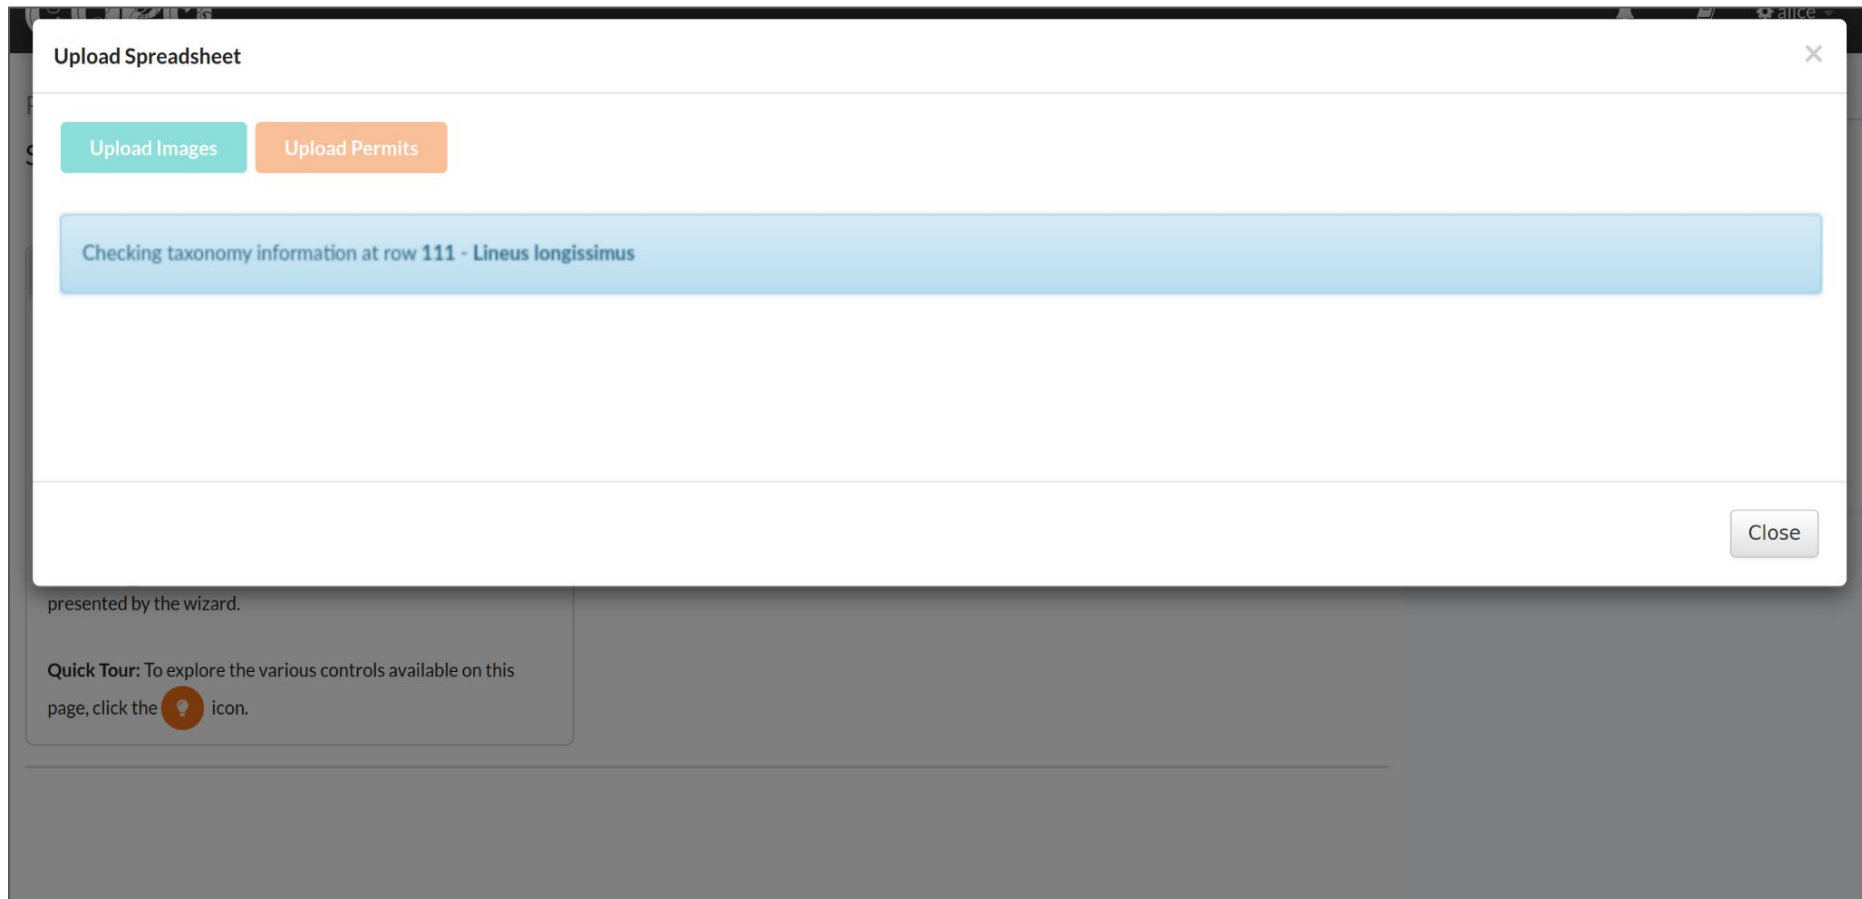 alice
Upload Spreadsheet
×
Upload Images
Upload Permits
Checking taxonomy information at row 111 - Lineus longissimus
Close
presented by the wizard.
Quick Tour: To explore the various controls available on this
page, click the icon.